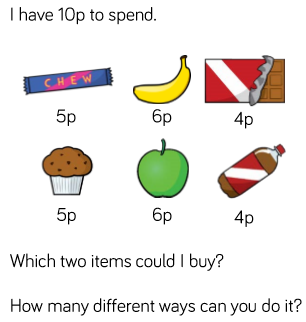 I have 10p to spend.
CHEW
5p 6p 4p
5p 6p 4p
Which two items could I buy?
How many different ways can you do it?